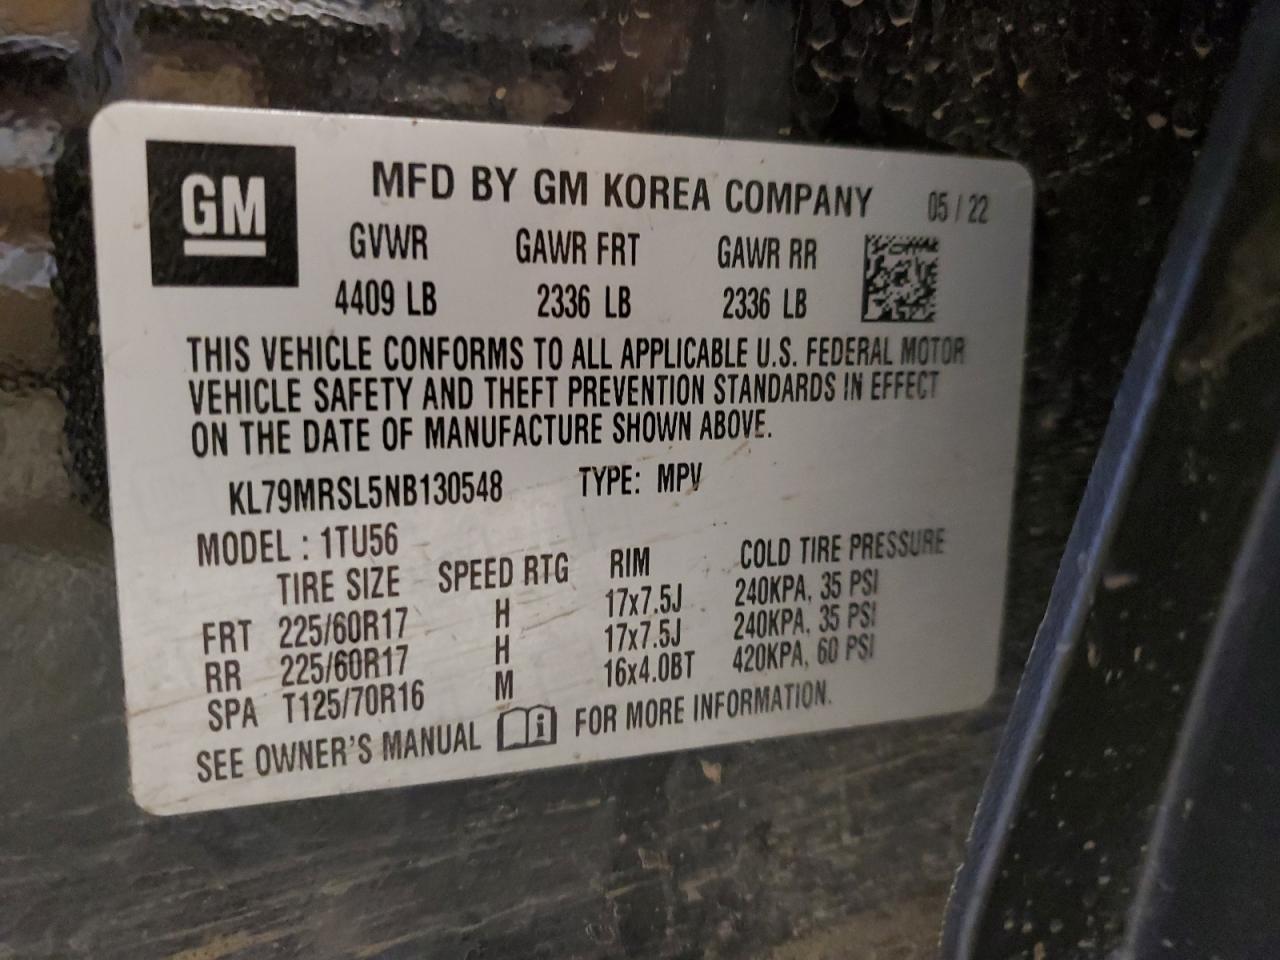 GM
MFD BY GM KOREA COMPANY 05 / 22
GVWR GAWR FRT GAWR RR
4409 LB 2336 LB 2336 LB
THIS VEHICLE CONFORMS TO ALL APPLICABLE U.S. FEDERAL MOTOR
VEHICLE SAFETY AND THEFT PREVENTION STANDARDS IN EFFECT
ON THE DATE OF MANUFACTURE SHOWN ABOVE.
KL79MRSL5NB130548 TYPE: MPV
MODEL : 1TU56
TIRE SIZE SPEED RTG RIM COLD TIRE PRESSURE
FRT 225/60R17 H 17x7.5J 240KPA, 35 PSI
RR 225/60R17 H 17x7.5J 240KPA, 35 PSI
SPA T125/70R16 M 16x4.0BT 420KPA, 60 PSI
SEE OWNER'S MANUAL i FOR MORE INFORMATION.